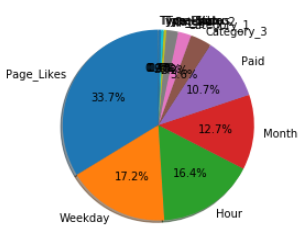 Category_1
Category_3
Page_Likes
Paid
5.6%
10.7%
33.7%
12.7%
Month
17.2%
16.4%
Weekday
Hour